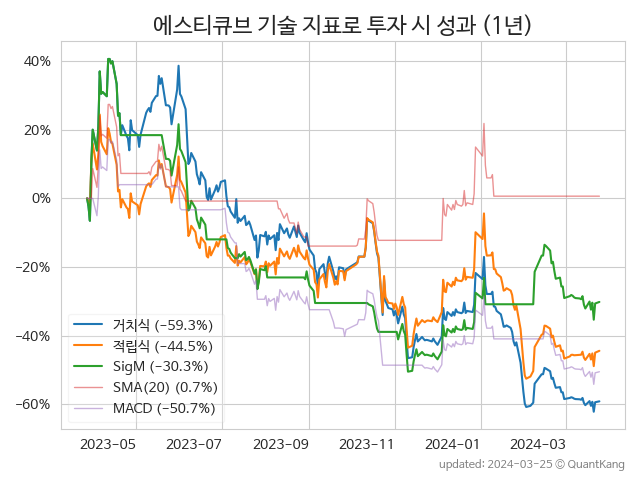 에스티큐브 기술 지표로 투자 시 성과 (1년)
40%
20%
0%
−20%
−40%
−60%
거치식 (−59.3%)
적립식 (−44.5%)
SigM (−30.3%)
SMA(20) (0.7%)
MACD (−50.7%)
2023−05
2023−07
2023−09
2023−11
2024−01
2024−03
updated: 2024−03−25 © QuantKang